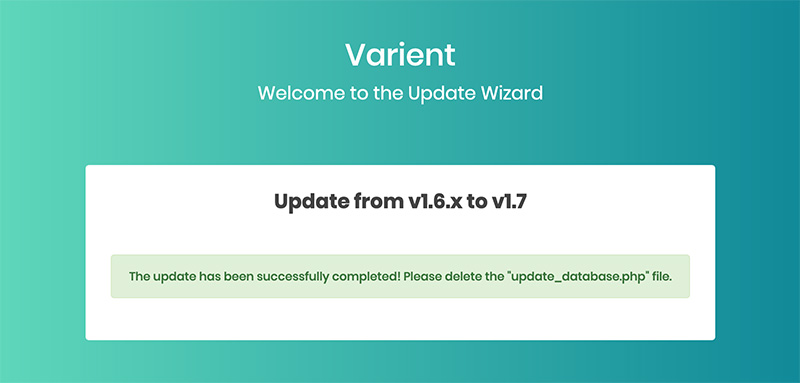 Varient
Welcome to the Update Wizard
Update from v1.6.x to v1.7
The update has been successfully completed! Please delete the "update_database.php" file.